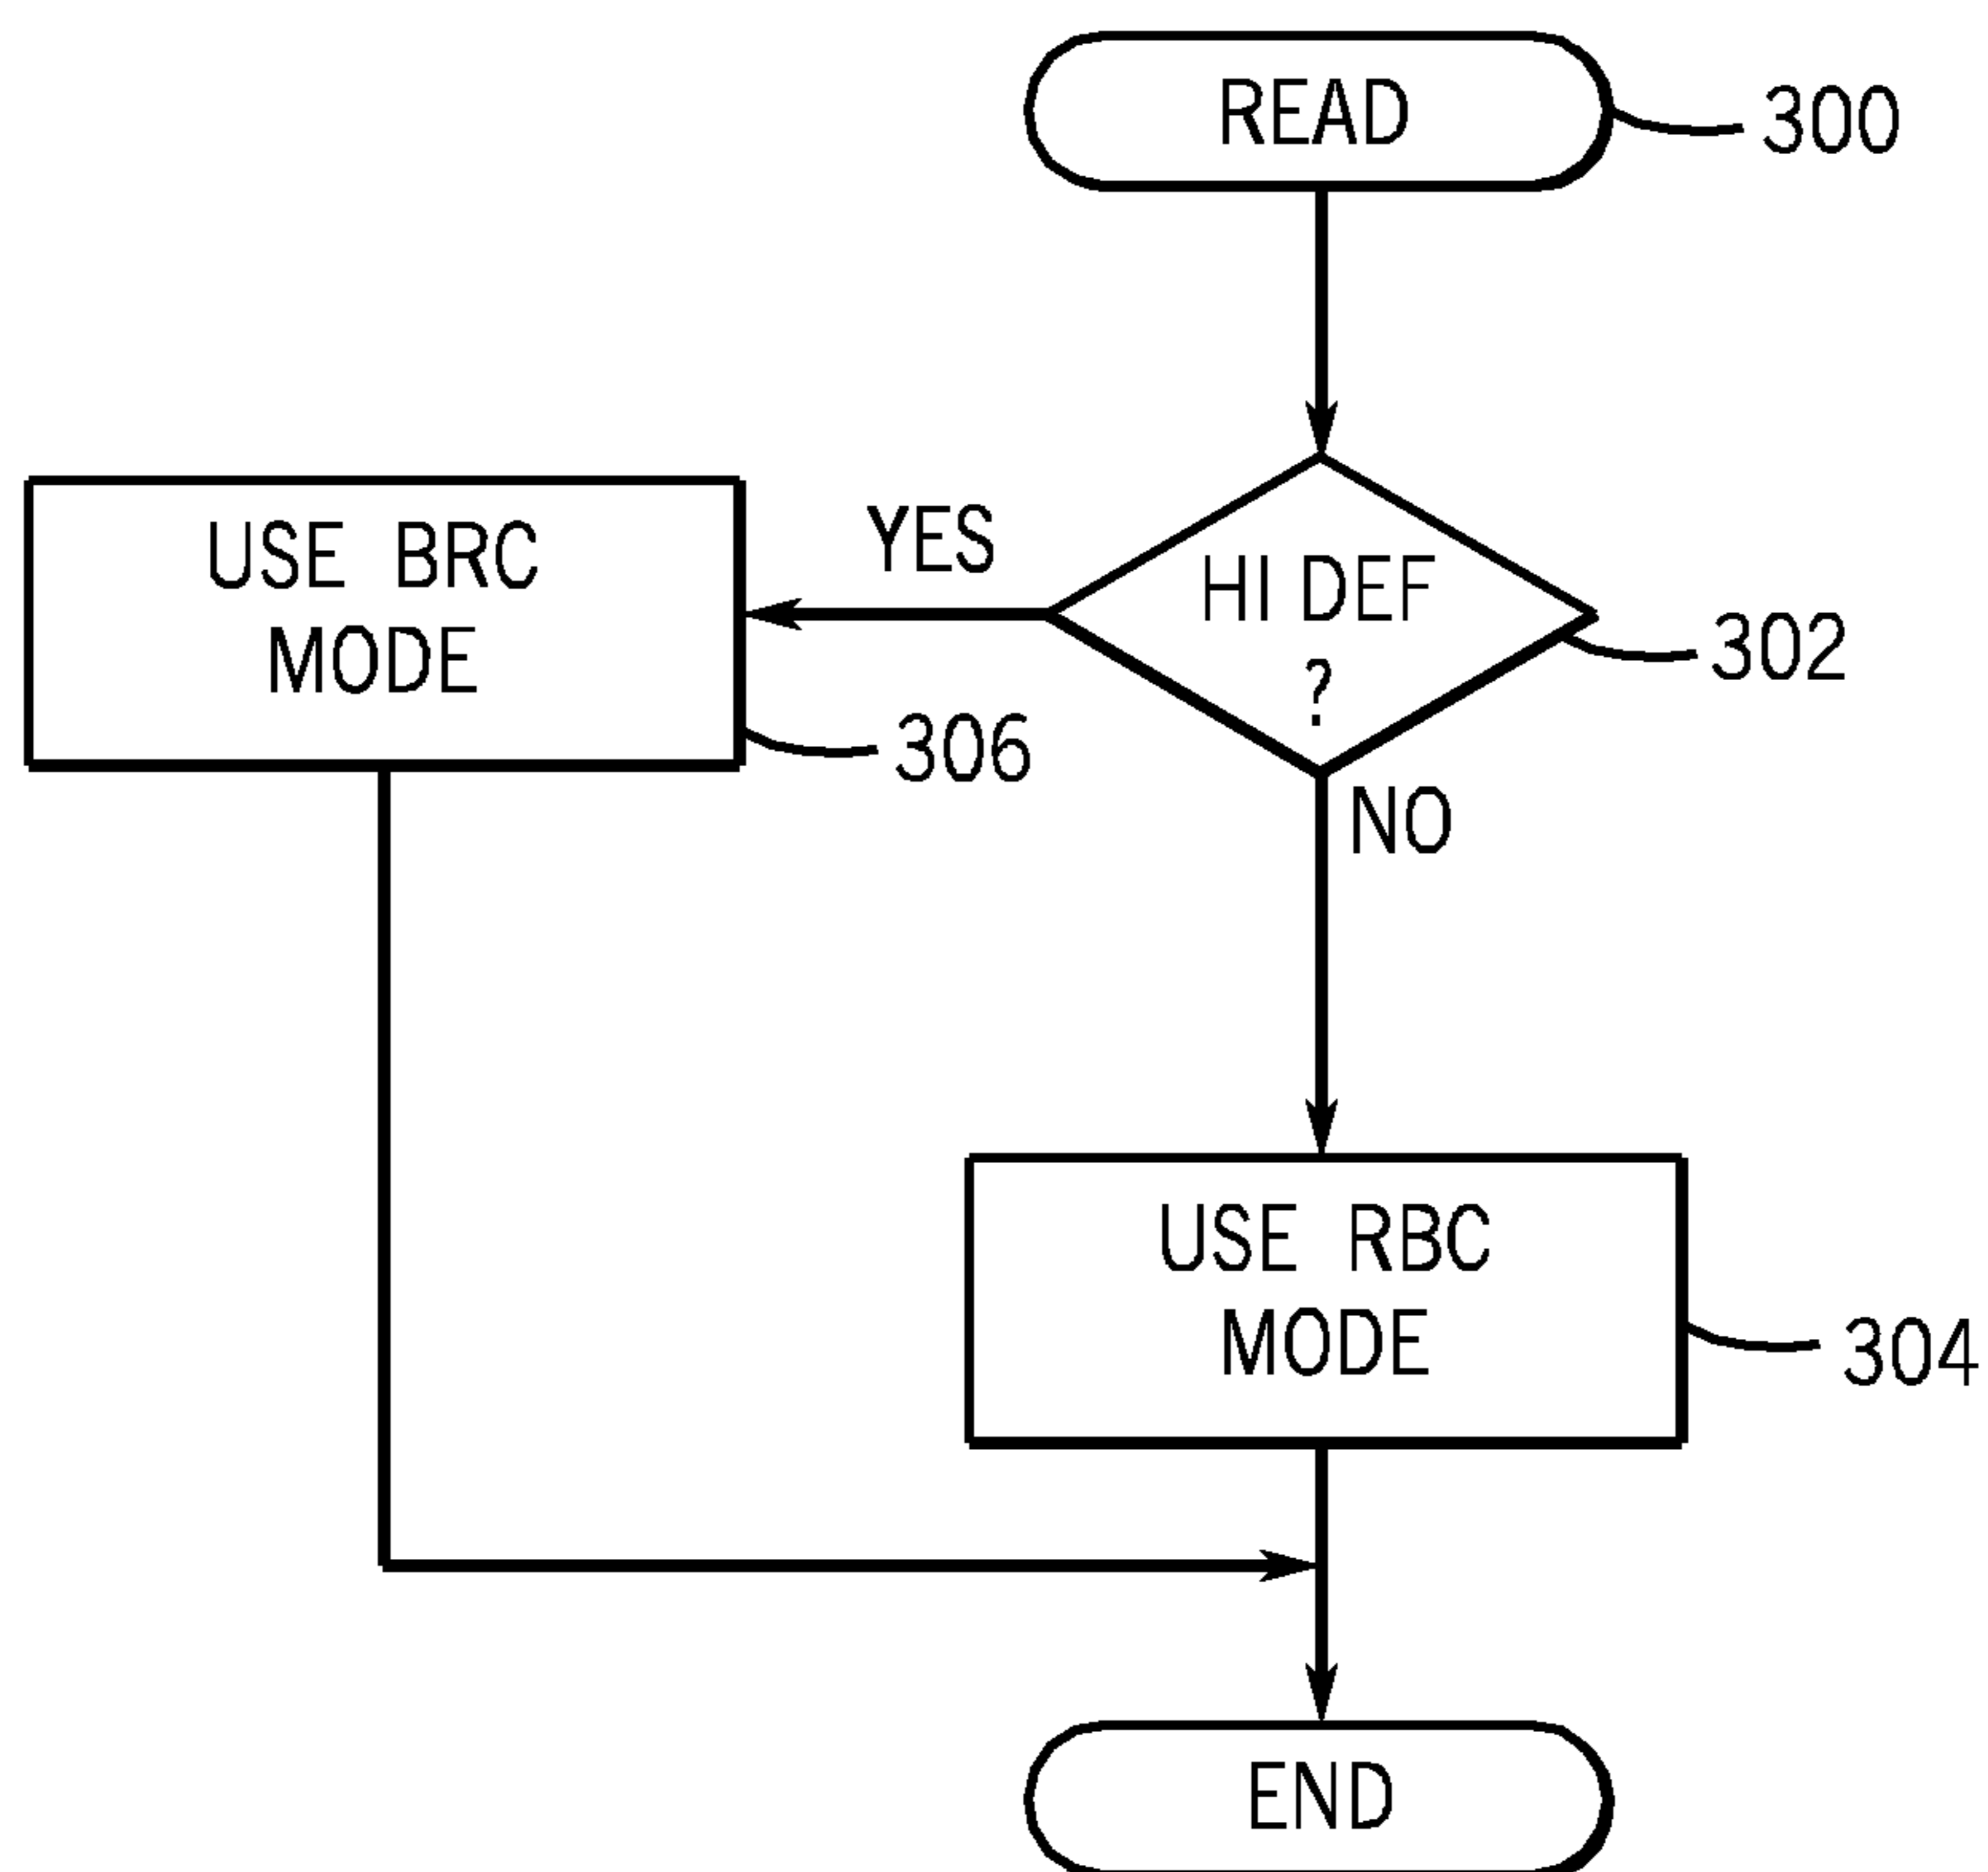 READ
300
USE BRC
MODE
306
YES
HI DEF
?
302
NO
USE RBC
MODE
304
END